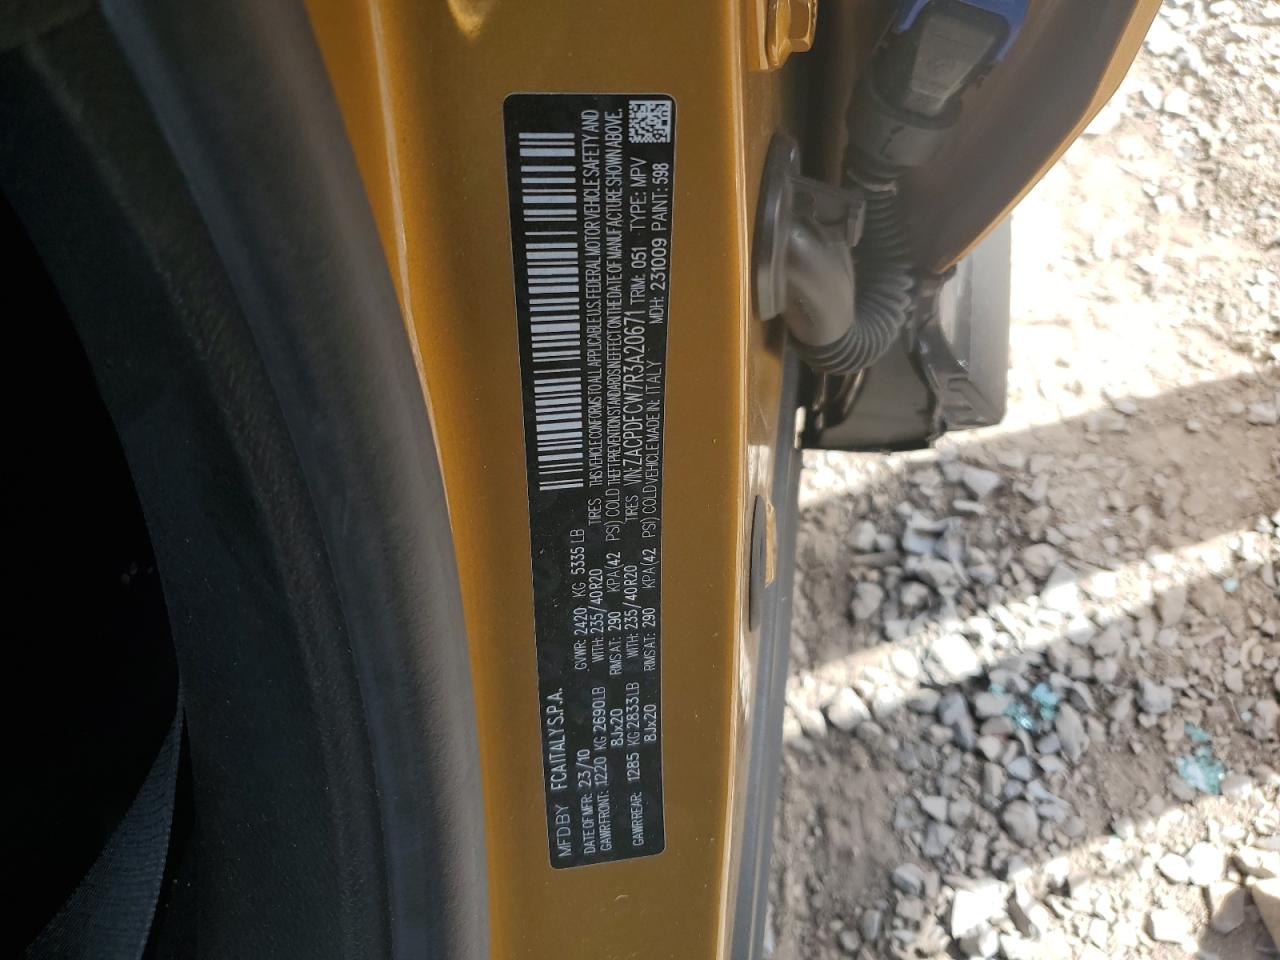 MFD BY FCA ITALY S.P.A.
DATE OF MFR: 23/10 GVWR: 2420 KG 5335 LB
GAWR FRONT: 1220 KG 2690 LB WITH: 235/40R20 TIRES
8Jx20 RIMS AT: 290 KPA(42 PSI) COLD
GAWR REAR: 1285 KG 2833 LB WITH: 235/40R20 TIRES
8Jx20 RIMS AT: 290 KPA(42 PSI) COLD
THIS VEHICLE CONFORMS TO ALL APPLICABLE U.S. FEDERAL MOTOR VEHICLE SAFETY AND
THEFT PREVENTION STANDARDS IN EFFECT ON THE DATE OF MANUFACTURE SHOWN ABOVE.
VIN: ZACPDFCW7R3A20671 TRIM: 051 TYPE: MPV
VEHICLE MADE IN: ITALY MDH: 231009 PAINT: 598